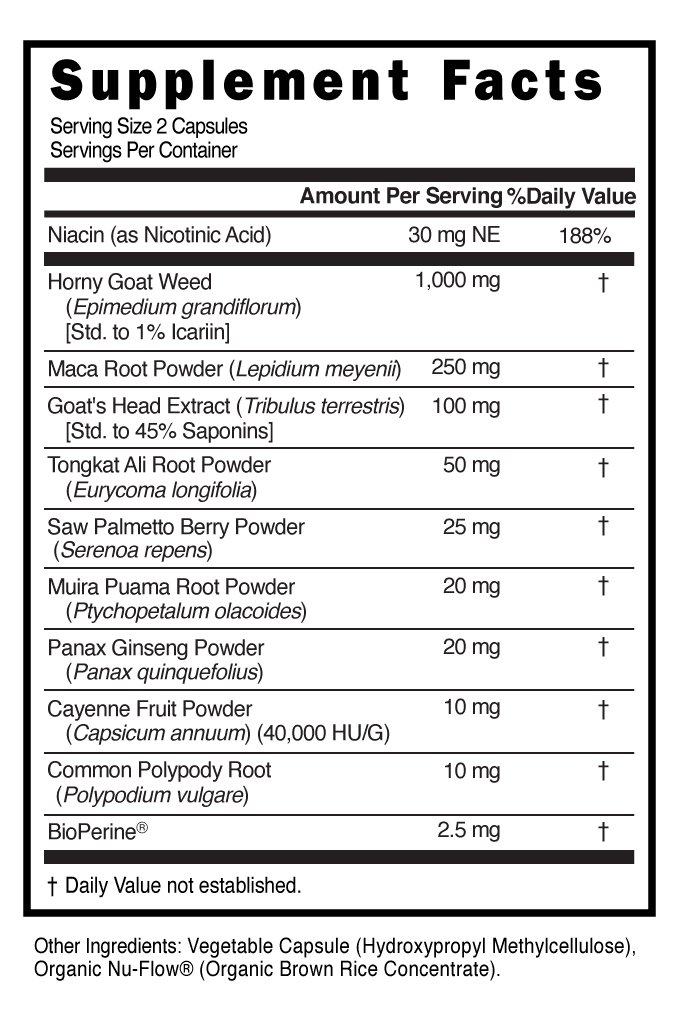 Supplement Facts
Serving Size 2 Capsules
Servings Per Container
Amount Per Serving %Daily Value
Niacin (as Nicotinic Acid) 30 mg NE 188%
Horny Goat Weed 1,000 mg †
(Epimedium grandiflorum)
[Std. to 1% Icariin]
Maca Root Powder (Lepidium meyenii) 250 mg †
Goat's Head Extract (Tribulus terrestris) 100 mg †
[Std. to 45% Saponins]
Tongkat Ali Root Powder 50 mg †
(Eurycoma longifolia)
Saw Palmetto Berry Powder 25 mg †
(Serenoa repens)
Muira Puama Root Powder 20 mg †
(Ptychopetalum olacoides)
Panax Ginseng Powder 20 mg †
(Panax quinquefolius)
Cayenne Fruit Powder 10 mg †
(Capsicum annuum) (40,000 HU/G)
Common Polypody Root 10 mg †
(Polypodium vulgare)
BioPerine® 2.5 mg †
† Daily Value not established.
Other Ingredients: Vegetable Capsule (Hydroxypropyl Methylcellulose),
Organic Nu-Flow® (Organic Brown Rice Concentrate).